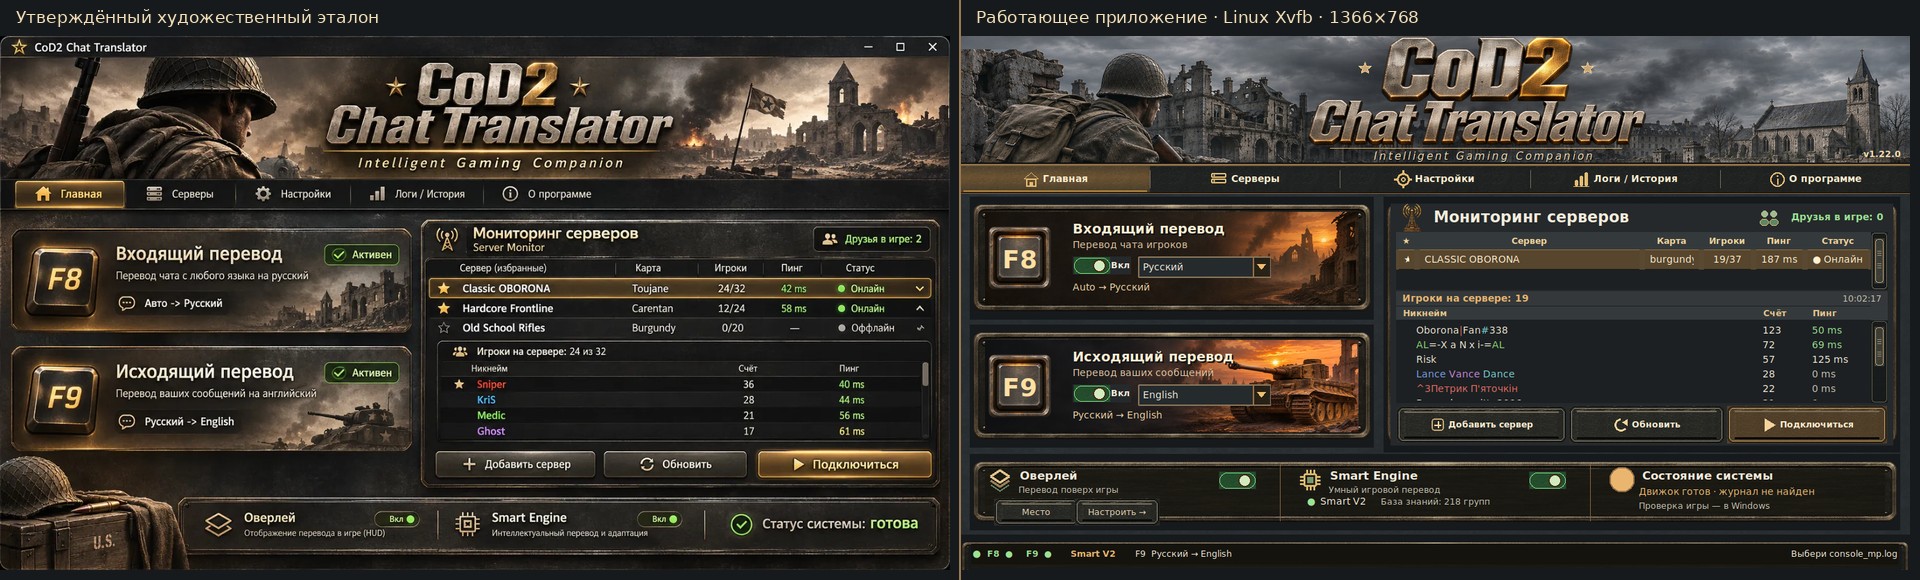 Утверждённый художественный эталон
CoD2 Chat Translator
CoD2
Chat Translator
Intelligent Gaming Companion
Главная
Серверы
Настройки
Логи / История
О программе
F8
Входящий перевод
Активен
Перевод чата с любого языка на русский
Авто -> Русский
F9
Исходящий перевод
Активен
Перевод ваших сообщений на английский
Русский -> English
Мониторинг серверов
Server Monitor
Друзья в игре: 2
Сервер (избранные) Карта Игроки Пинг Статус
Classic OBORONA Toujane 24/32 42 ms Онлайн
Hardcore Frontline Carentan 12/24 58 ms Онлайн
Old School Rifles Burgundy 0/20 — Оффлайн
Игроки на сервере: 24 из 32
Никнейм Счёт Пинг
Sniper 36 40 ms
KriS 28 44 ms
Medic 21 56 ms
Ghost 17 61 ms
Добавить сервер
Обновить
Подключиться
U.S.
Оверлей
Вкл
Отображение перевода в игре (HUD)
Smart Engine
Вкл
Интеллектуальный перевод и адаптация
Статус системы: готова
Работающее приложение · Linux Xvfb · 1366×768
CoD2
Chat Translator
Intelligent Gaming Companion
v1.22.0
Главная
Серверы
Настройки
Логи / История
О программе
F8
Входящий перевод
Перевод чата игроков
Вкл
Русский
Auto → Русский
F9
Исходящий перевод
Перевод ваших сообщений
Вкл
English
Русский → English
Мониторинг серверов
Друзья в игре: 0
Сервер Карта Игроки Пинг Статус
CLASSIC OBORONA burgundy 19/37 187 ms Онлайн
Игроки на сервере: 19
10:02:17
Никнейм Счёт Пинг
Oborona|Fan#338 123 50 ms
AL=-X a N x i-=AL 72 69 ms
Risk 57 125 ms
Lance Vance Dance 28 0 ms
^3Петрик П'яточкін 22 0 ms
Добавить сервер
Обновить
Подключиться
Оверлей
Перевод поверх игры
Место
Настроить →
Smart Engine
Умный игровой перевод
Smart V2 База знаний: 218 групп
Состояние системы
Движок готов · журнал не найден
Проверка игры — в Windows
F8 F9 Smart V2 F9 Русский → English
Выбери console_mp.log